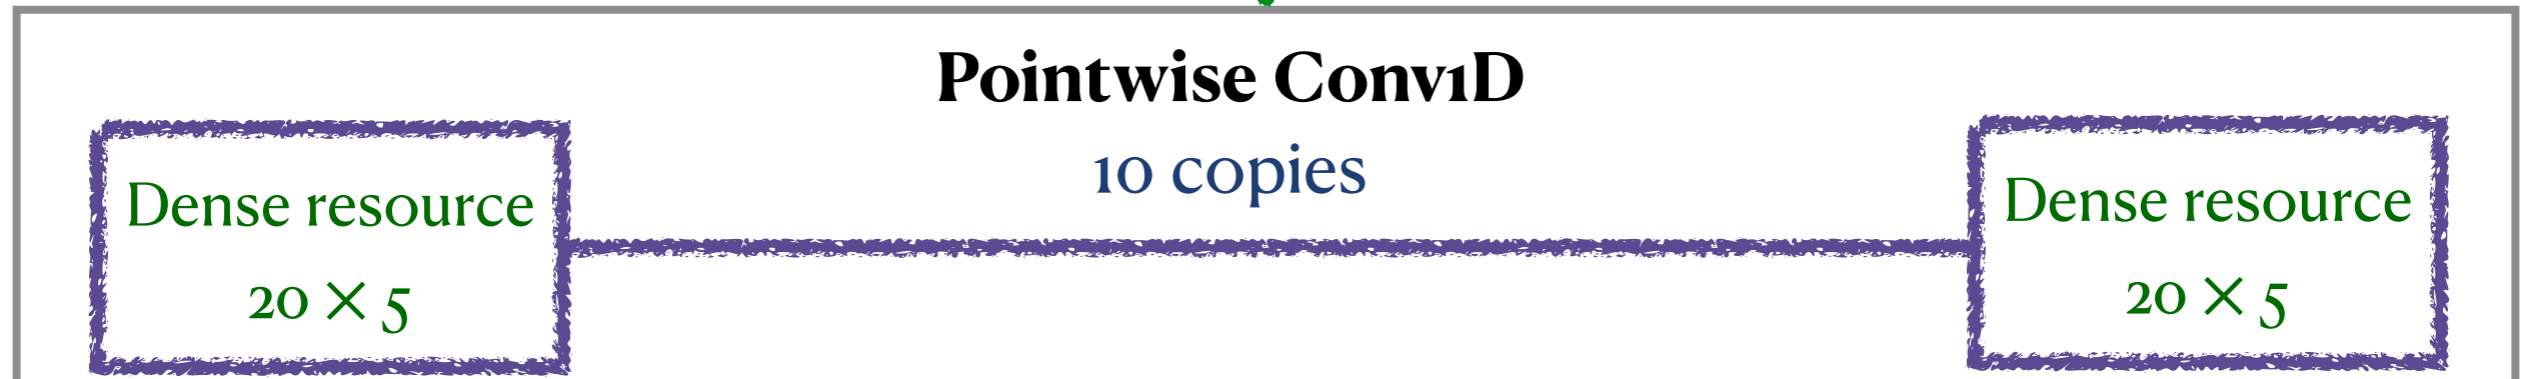 Pointwise Conv1D
10 copies
Dense resource
20 × 5
Dense resource
20 × 5